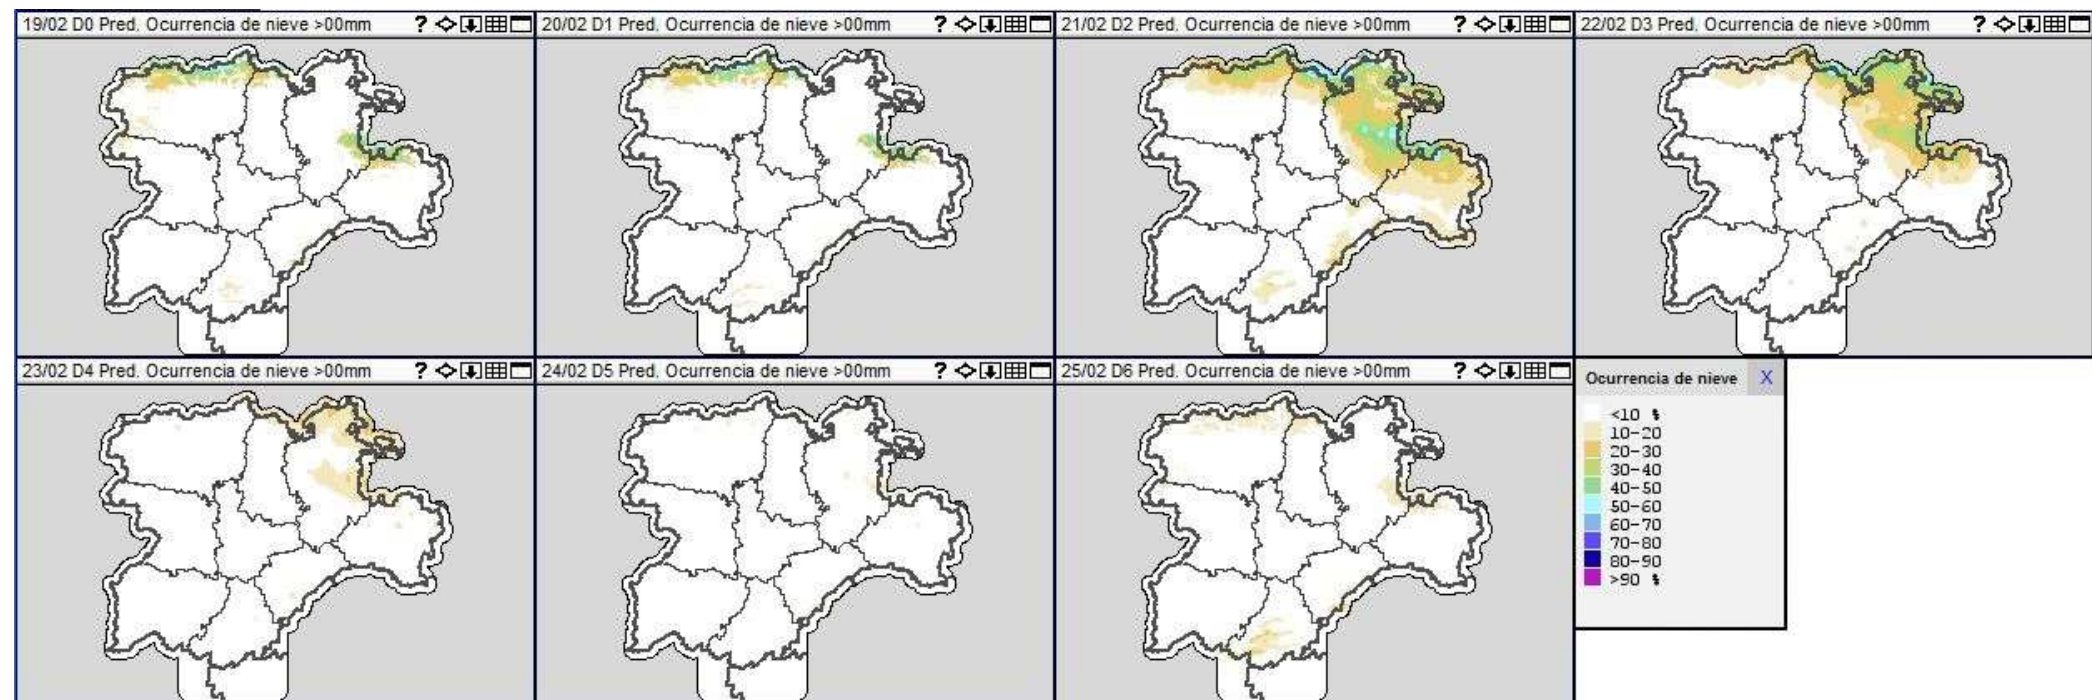 19/02 D0 Pred. Ocurrencia de nieve >00mm ?
20/02 D1 Pred. Ocurrencia de nieve >00mm ?
21/02 D2 Pred. Ocurrencia de nieve >00mm ?
22/02 D3 Pred. Ocurrencia de nieve >00mm ?
23/02 D4 Pred. Ocurrencia de nieve >00mm ?
24/02 D5 Pred. Ocurrencia de nieve >00mm ?
25/02 D6 Pred. Ocurrencia de nieve >00mm ?
Ocurrencia de nieve X
<10 %
10-20
20-30
30-40
40-50
50-60
60-70
70-80
80-90
>90 %